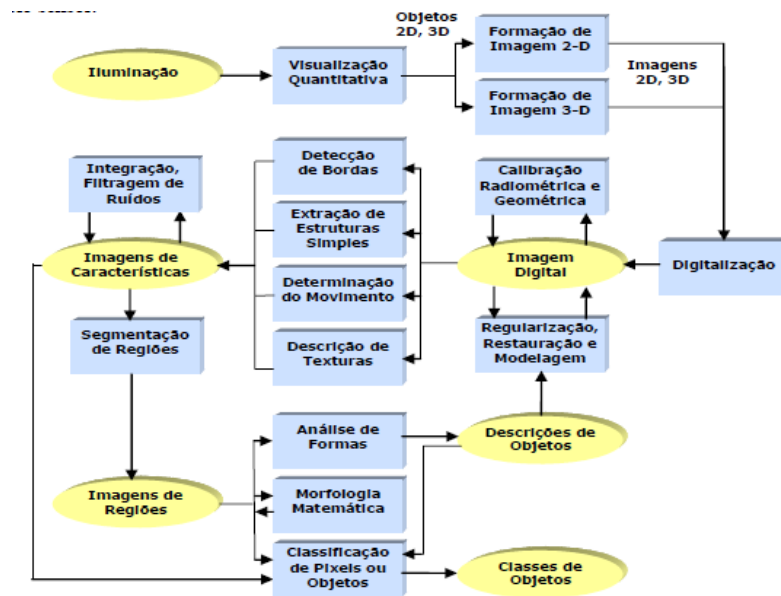 Objetos
2D, 3D
Iluminação
Visualização
Quantitativa
Formação de
Imagem 2-D
Imagens
2D, 3D
Formação de
Imagem 3-D
Integração,
Filtragem de
Ruídos
Detecção
de Bordas
Calibração
Radiométrica e
Geométrica
Extração de
Estruturas
Simples
Imagens de
Características
Imagem
Digital
Digitalização
Determinação
do Movimento
Segmentação
de Regiões
Descrição de
Texturas
Regularização,
Restauração e
Modelagem
Análise de
Formas
Descrições de
Objetos
Imagens de
Regiões
Morfologia
Matemática
Classificação
de Pixels ou
Objetos
Classes de
Objetos